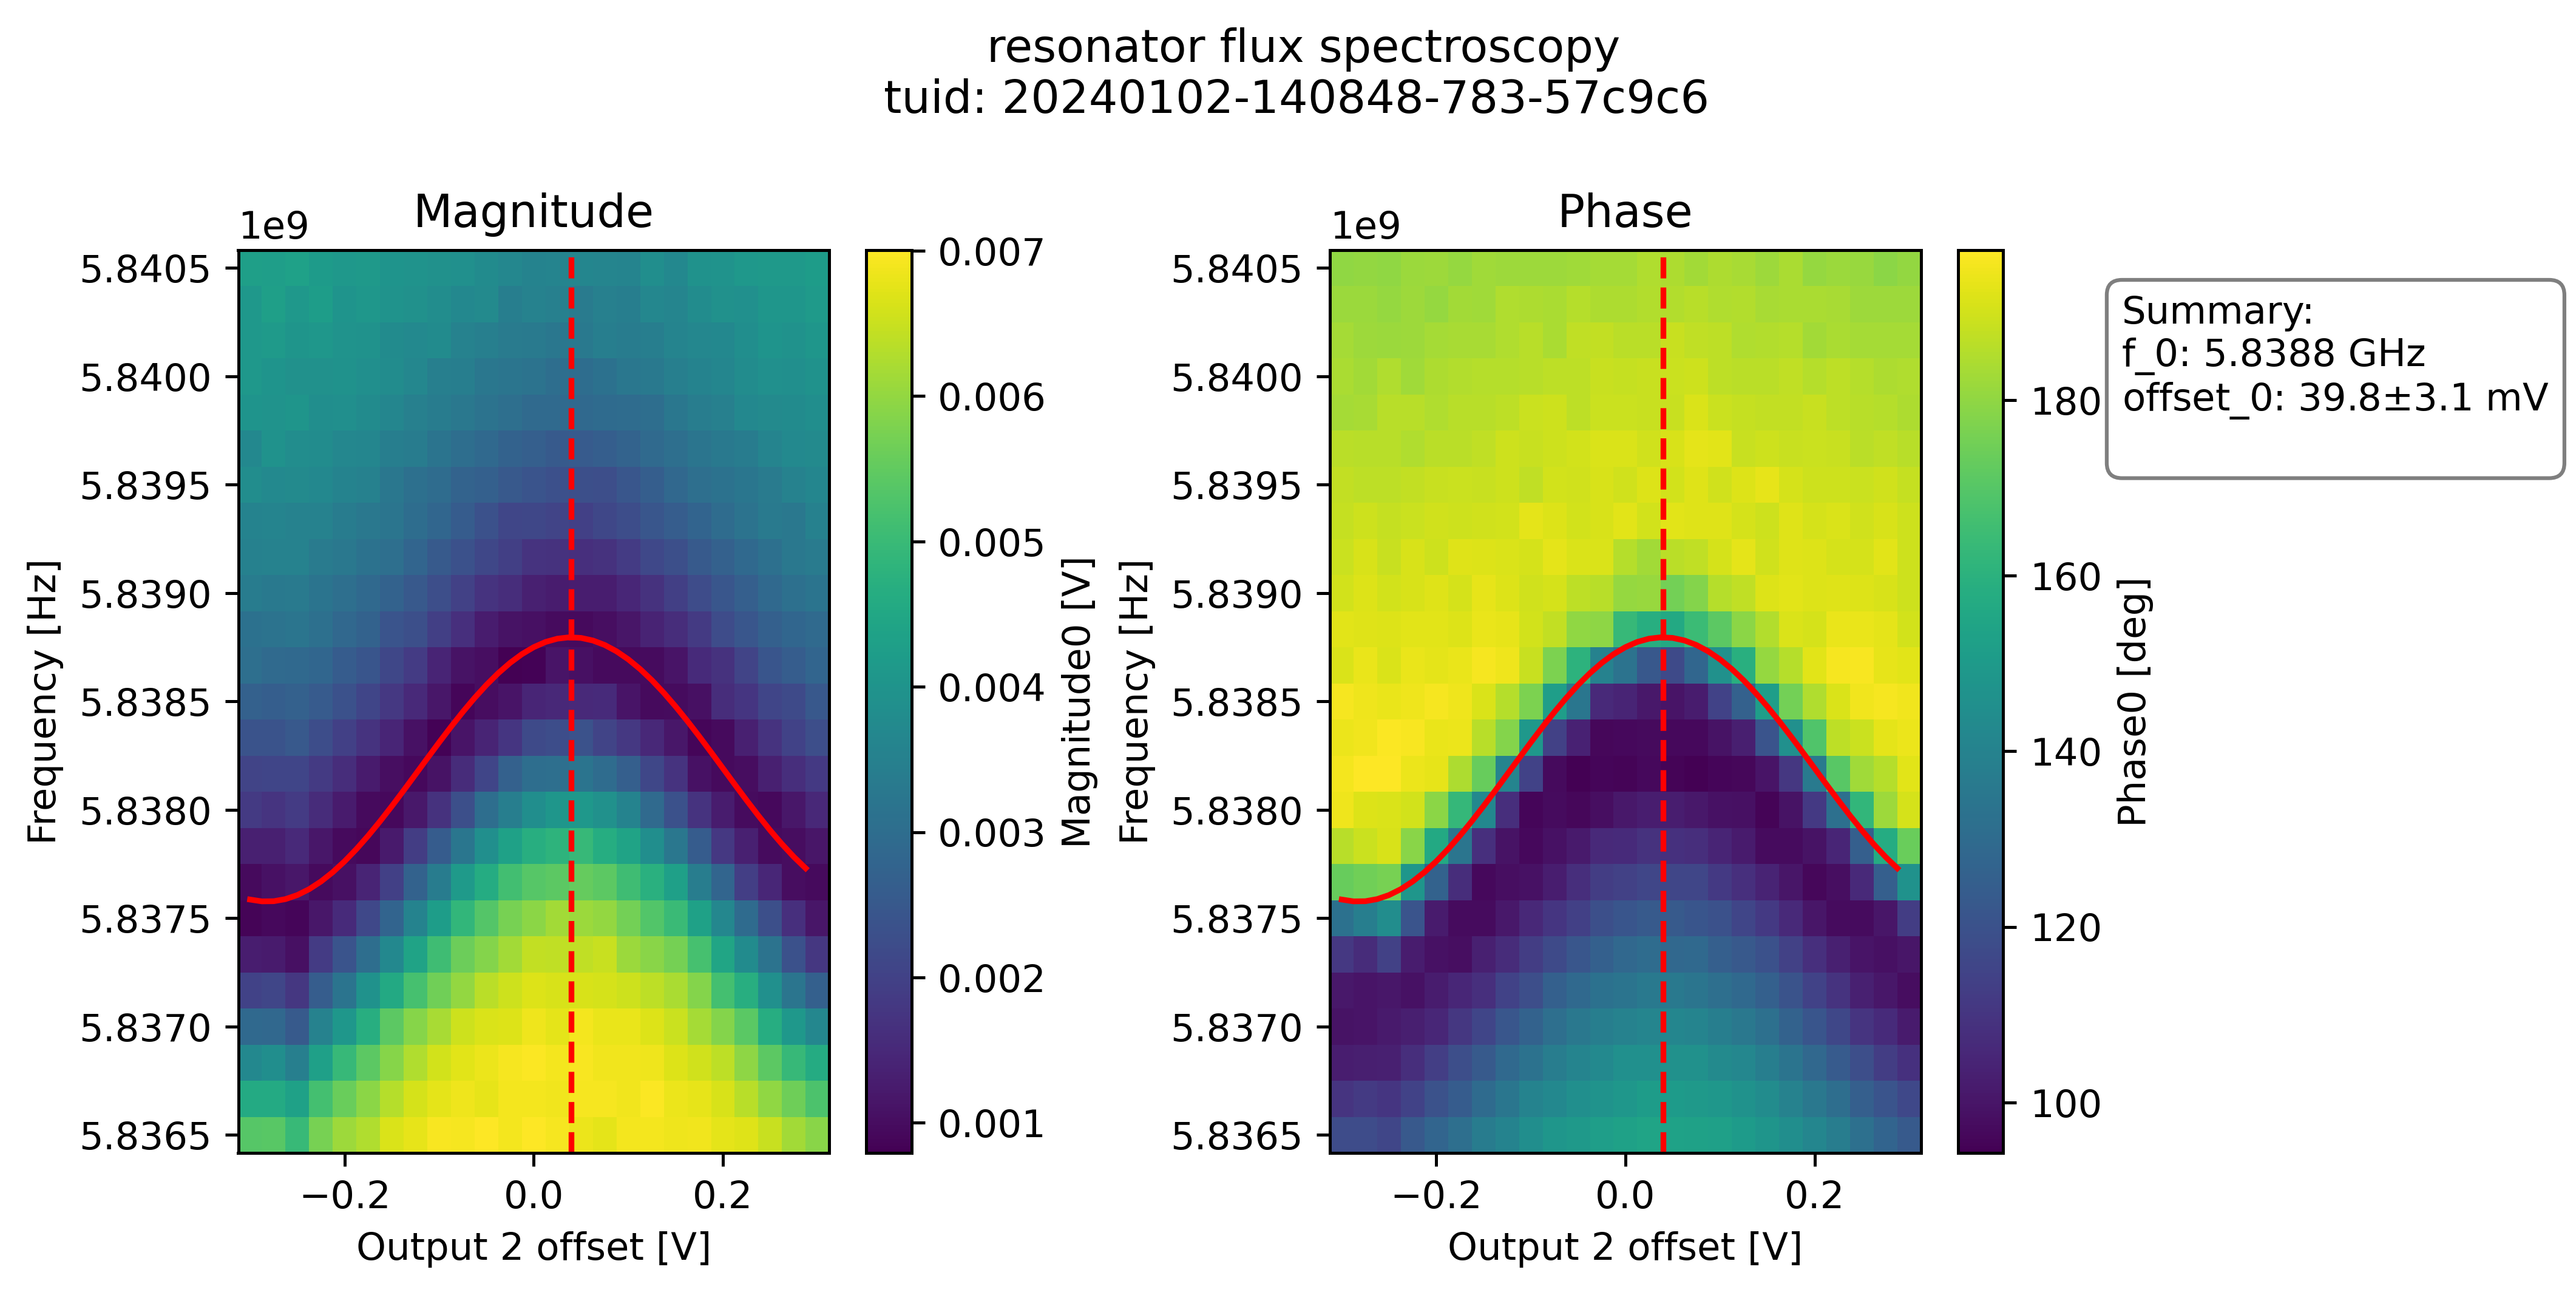 resonator flux spectroscopy
tuid: 20240102-140848-783-57c9c6
Magnitude
1e9
5.8405
5.8400
5.8395
5.8390
5.8385
5.8380
5.8375
5.8370
5.8365
Frequency [Hz]
−0.2 0.0 0.2
Output 2 offset [V]
0.007
0.006
0.005
0.004
0.003
0.002
0.001
Magnitude0 [V]
Phase
1e9
5.8405
5.8400
5.8395
5.8390
5.8385
5.8380
5.8375
5.8370
5.8365
Frequency [Hz]
−0.2 0.0 0.2
Output 2 offset [V]
180
160
140
120
100
Phase0 [deg]
Summary:
f_0: 5.8388 GHz
offset_0: 39.8±3.1 mV